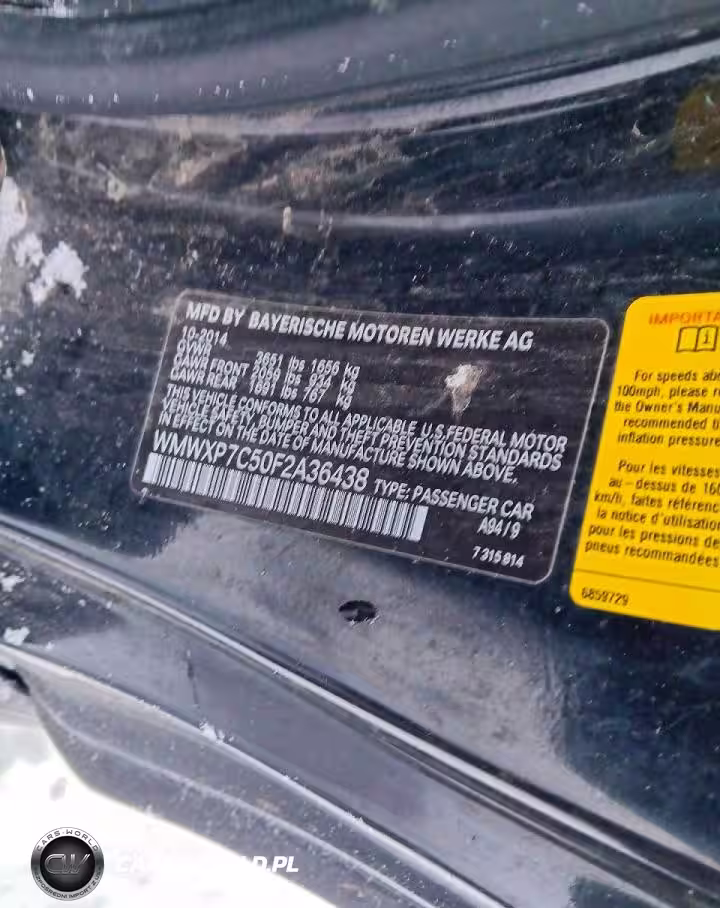 MFD BY BAYERISCHE MOTOREN WERKE AG
10-2014
GVWR 3651 lbs 1656 kg
GAWR FRONT 2059 lbs 934 kg
GAWR REAR 1691 lbs 767 kg
THIS VEHICLE CONFORMS TO ALL APPLICABLE U.S.FEDERAL MOTOR
VEHICLE SAFETY, BUMPER AND THEFT PREVENTION STANDARDS
IN EFFECT ON THE DATE OF MANUFACTURE SHOWN ABOVE.
WMWXP7C50F2A36438
TYPE: PASSENGER CAR
A94/9
7 315 814
IMPORTA
For speeds abo
100mph, please r
the Owner's Manu
recommended ti
inflation pressure
Pour les vitesses
au-dessus de 160
km/h, faites référenc
la notice d'utilisatio
pour les pressions de
pneus recommandées
6859729
CARS-WORLD
CW
LD.PL